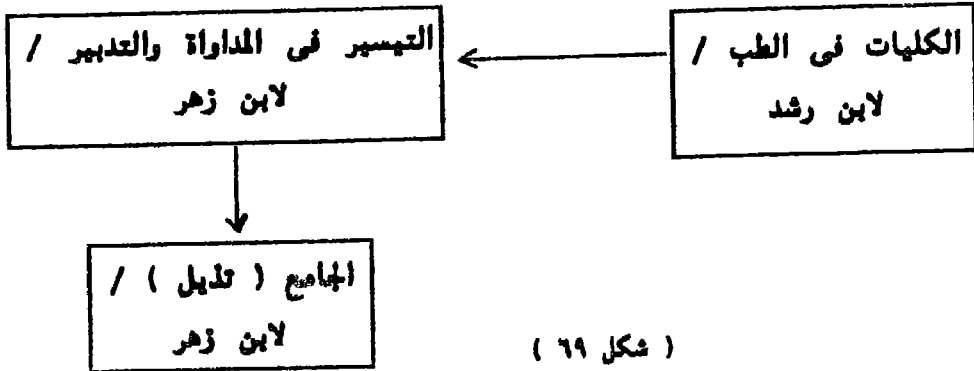 الكليات فى الطب /
لابن رشد
التيسير فى المداواة والتدبير /
لابن زهر
الجامع ( تذيل ) /
لابن زهر
( شكل ٦٩ )